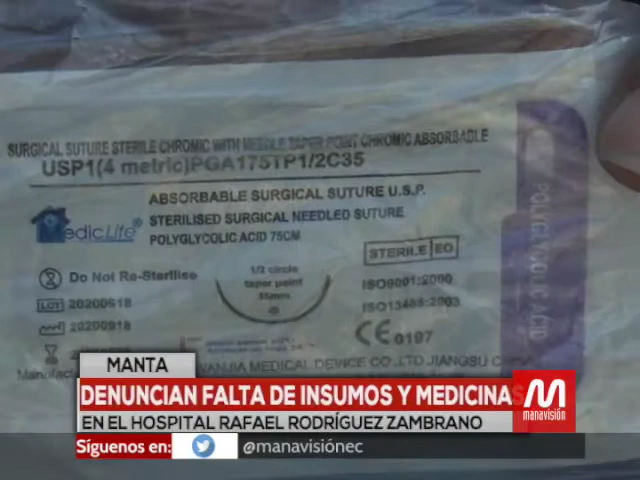 SURGICAL SUTURE STERILE CHROMIC WITH NEEDLE TAPER POINT CHROMIC ABSORBABLE
USP1(4 metric)PGA175TP1/2C35
ABSORBABLE SURGICAL SUTURE U.S.P.
STERILISED SURGICAL NEEDLED SUTURE
POLYGLYCOLIC ACID 75CM
MedicLife®
STERILE EO
Do Not Re-Sterilise
1/2 circle
taper point
35mm
ISO9001:2000
ISO13485:2003
LOT 20200918
20200918
CE 0197
POLYGLYCOLIC ACID
MEDICAL DEVICE CO.,LTD.JIANGSU
MANTA
DENUNCIAN FALTA DE INSUMOS Y MEDICINAS
EN EL HOSPITAL RAFAEL RODRÍGUEZ ZAMBRANO
M
manavisión
Síguenos en:
@manavisiónec